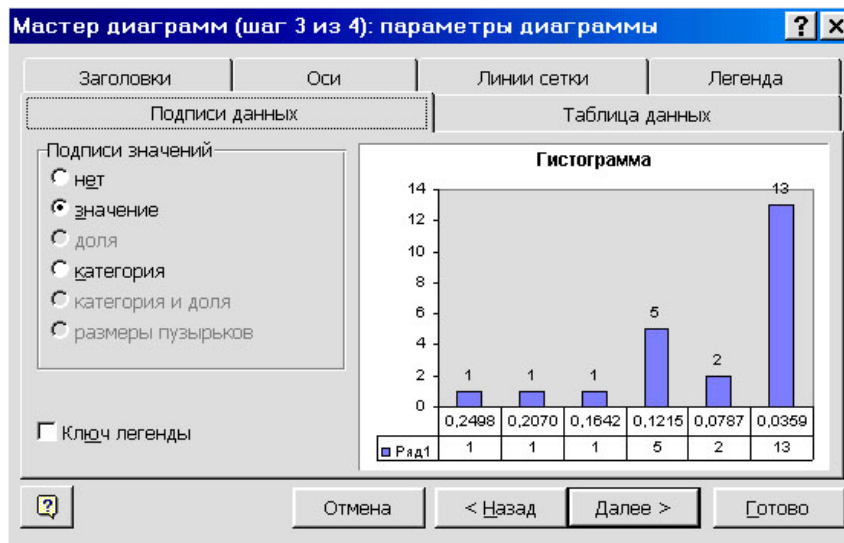 Мастер диаграмм (шаг 3 из 4): параметры диаграммы
Заголовки Оси Линии сетки Легенда
Подписи данных Таблица данных
Подписи значений
нет
значение
доля
категория
категория и доля
размеры пузырьков
Ключ легенды
Гистограмма
14
12
10
8
6
4
2
0
1 1 1 5 2 13
0,2498 0,2070 0,1642 0,1215 0,0787 0,0359
Ряд1 1 1 1 5 2 13
Отмена < Назад Далее > Готово